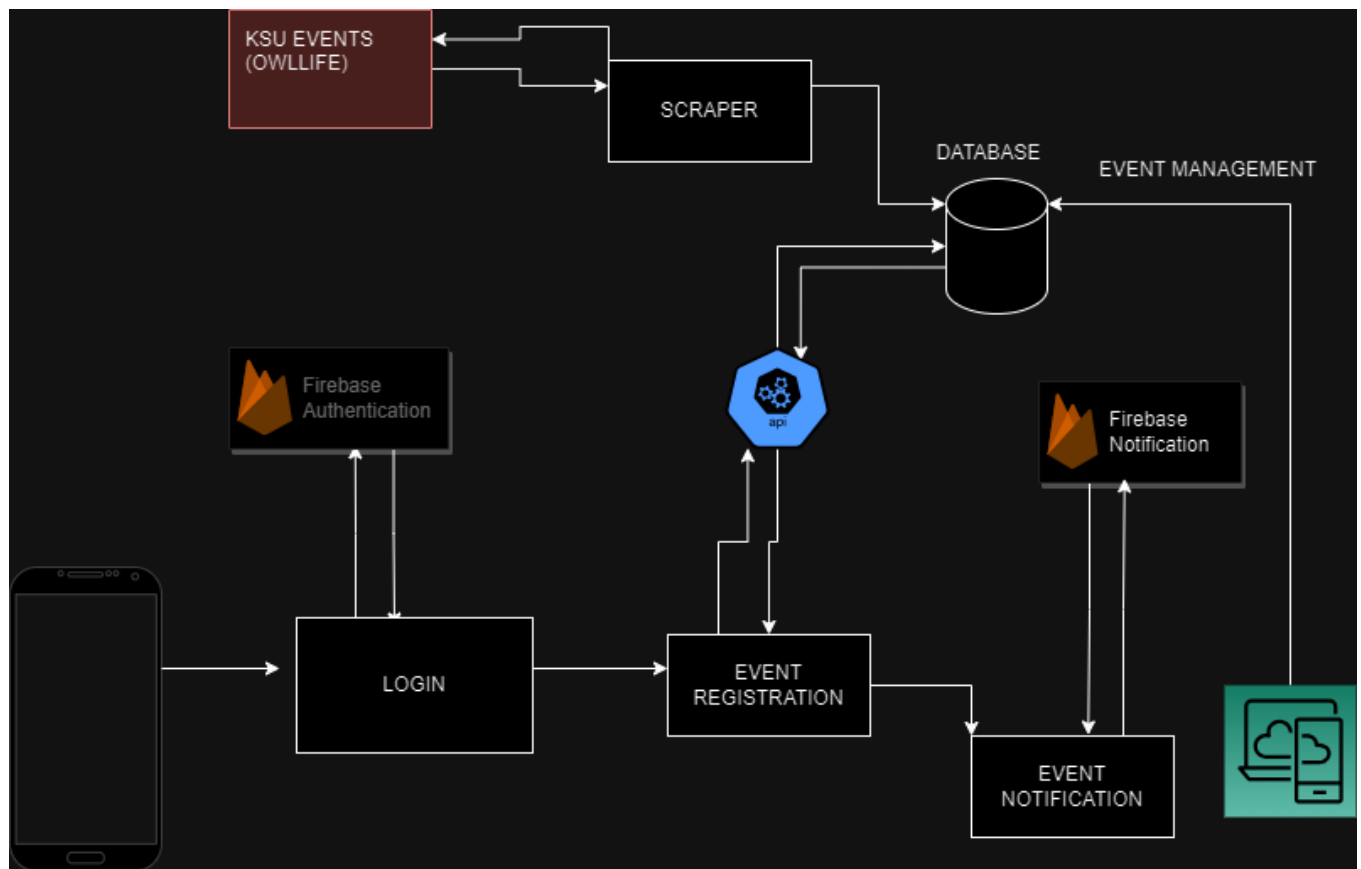 KSU EVENTS
(OWLLIFE)
SCRAPER
DATABASE
EVENT MANAGEMENT
Firebase
Authentication
api
Firebase
Notification
LOGIN
EVENT
REGISTRATION
EVENT
NOTIFICATION